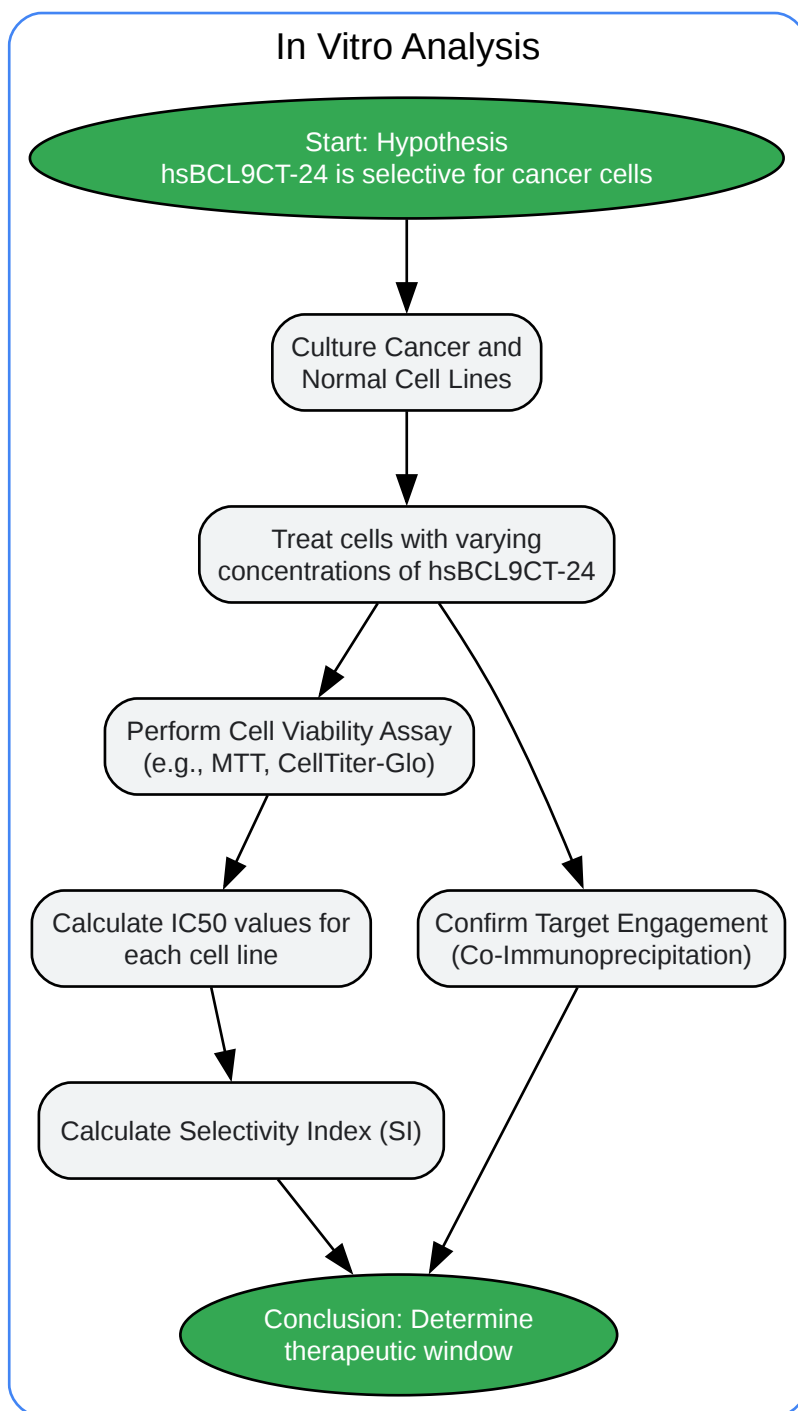 In Vitro Analysis
Start: Hypothesis
hsBCL9CT-24 is selective for cancer cells
Culture Cancer and
Normal Cell Lines
Treat cells with varying
concentrations of hsBCL9CT-24
Perform Cell Viability Assay
(e.g., MTT, CellTiter-Glo)
Calculate IC50 values for
each cell line
Confirm Target Engagement
(Co-Immunoprecipitation)
Calculate Selectivity Index (SI)
Conclusion: Determine
therapeutic window